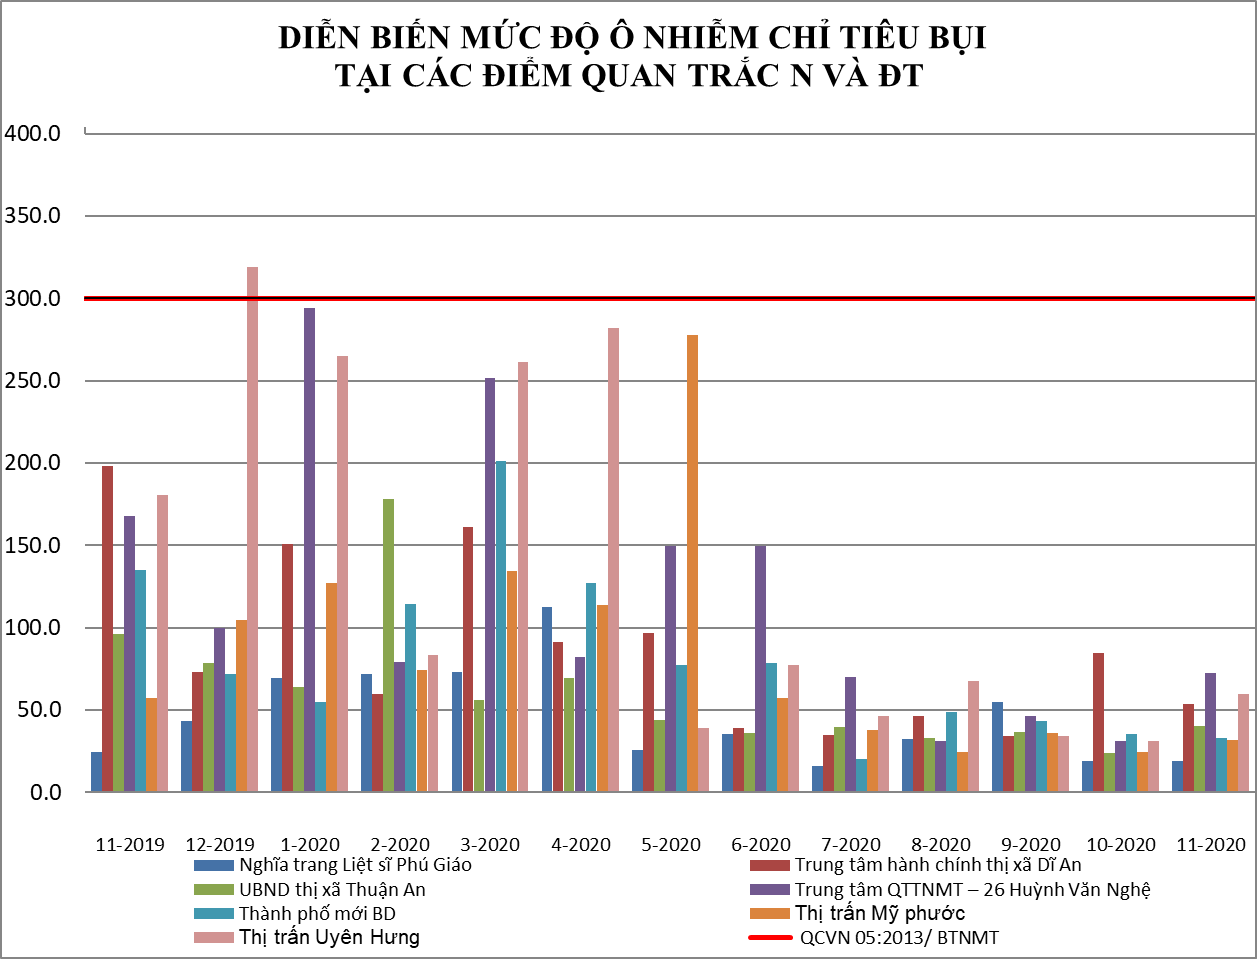 DIỄN BIẾN MỨC ĐỘ Ô NHIỄM CHỈ TIÊU BỤI
TẠI CÁC ĐIỂM QUAN TRẮC N VÀ ĐT
400.0
350.0
300.0
250.0
200.0
150.0
100.0
50.0
0.0
11-2019 12-2019 1-2020 2-2020 3-2020 4-2020 5-2020 6-2020 7-2020 8-2020 9-2020 10-2020 11-2020
Nghĩa trang Liệt sĩ Phú Giáo Trung tâm hành chính thị xã Dĩ An
UBND thị xã Thuận An Trung tâm QTTNMT – 26 Huỳnh Văn Nghệ
Thành phố mới BD Thị trấn Mỹ phước
Thị trấn Uyên Hưng QCVN 05:2013/ BTNMT